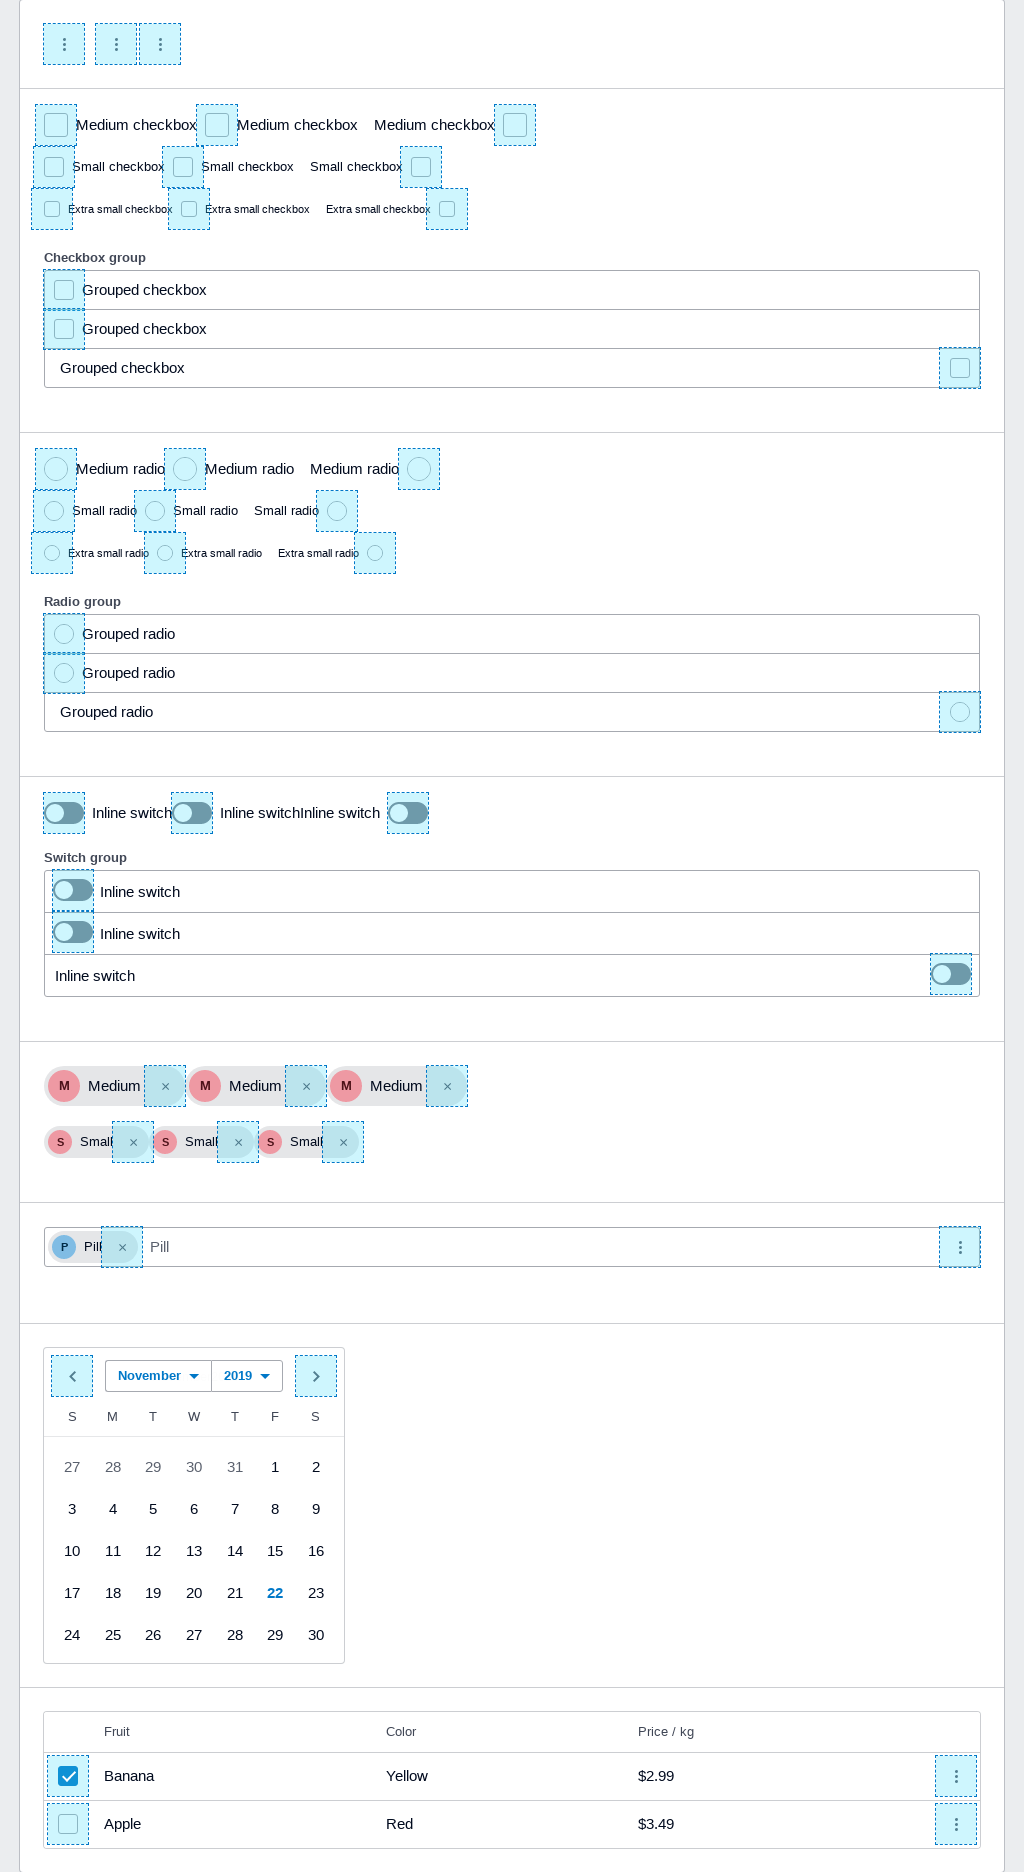 Medium checkbox Medium checkbox Medium checkbox
Small checkbox Small checkbox Small checkbox
Extra small checkbox Extra small checkbox Extra small checkbox
Checkbox group
Grouped checkbox
Grouped checkbox
Grouped checkbox
Medium radio Medium radio Medium radio
Small radio Small radio Small radio
Extra small radio Extra small radio Extra small radio
Radio group
Grouped radio
Grouped radio
Grouped radio
Inline switch Inline switchInline switch
Switch group
Inline switch
Inline switch
Inline switch
M Medium × M Medium × M Medium ×
S Small × S Small × S Small ×
P Pill × Pill
November 2019
S M T W T F S
27 28 29 30 31 1 2
3 4 5 6 7 8 9
10 11 12 13 14 15 16
17 18 19 20 21 22 23
24 25 26 27 28 29 30
Fruit Color Price / kg
Banana Yellow $2.99
Apple Red $3.49